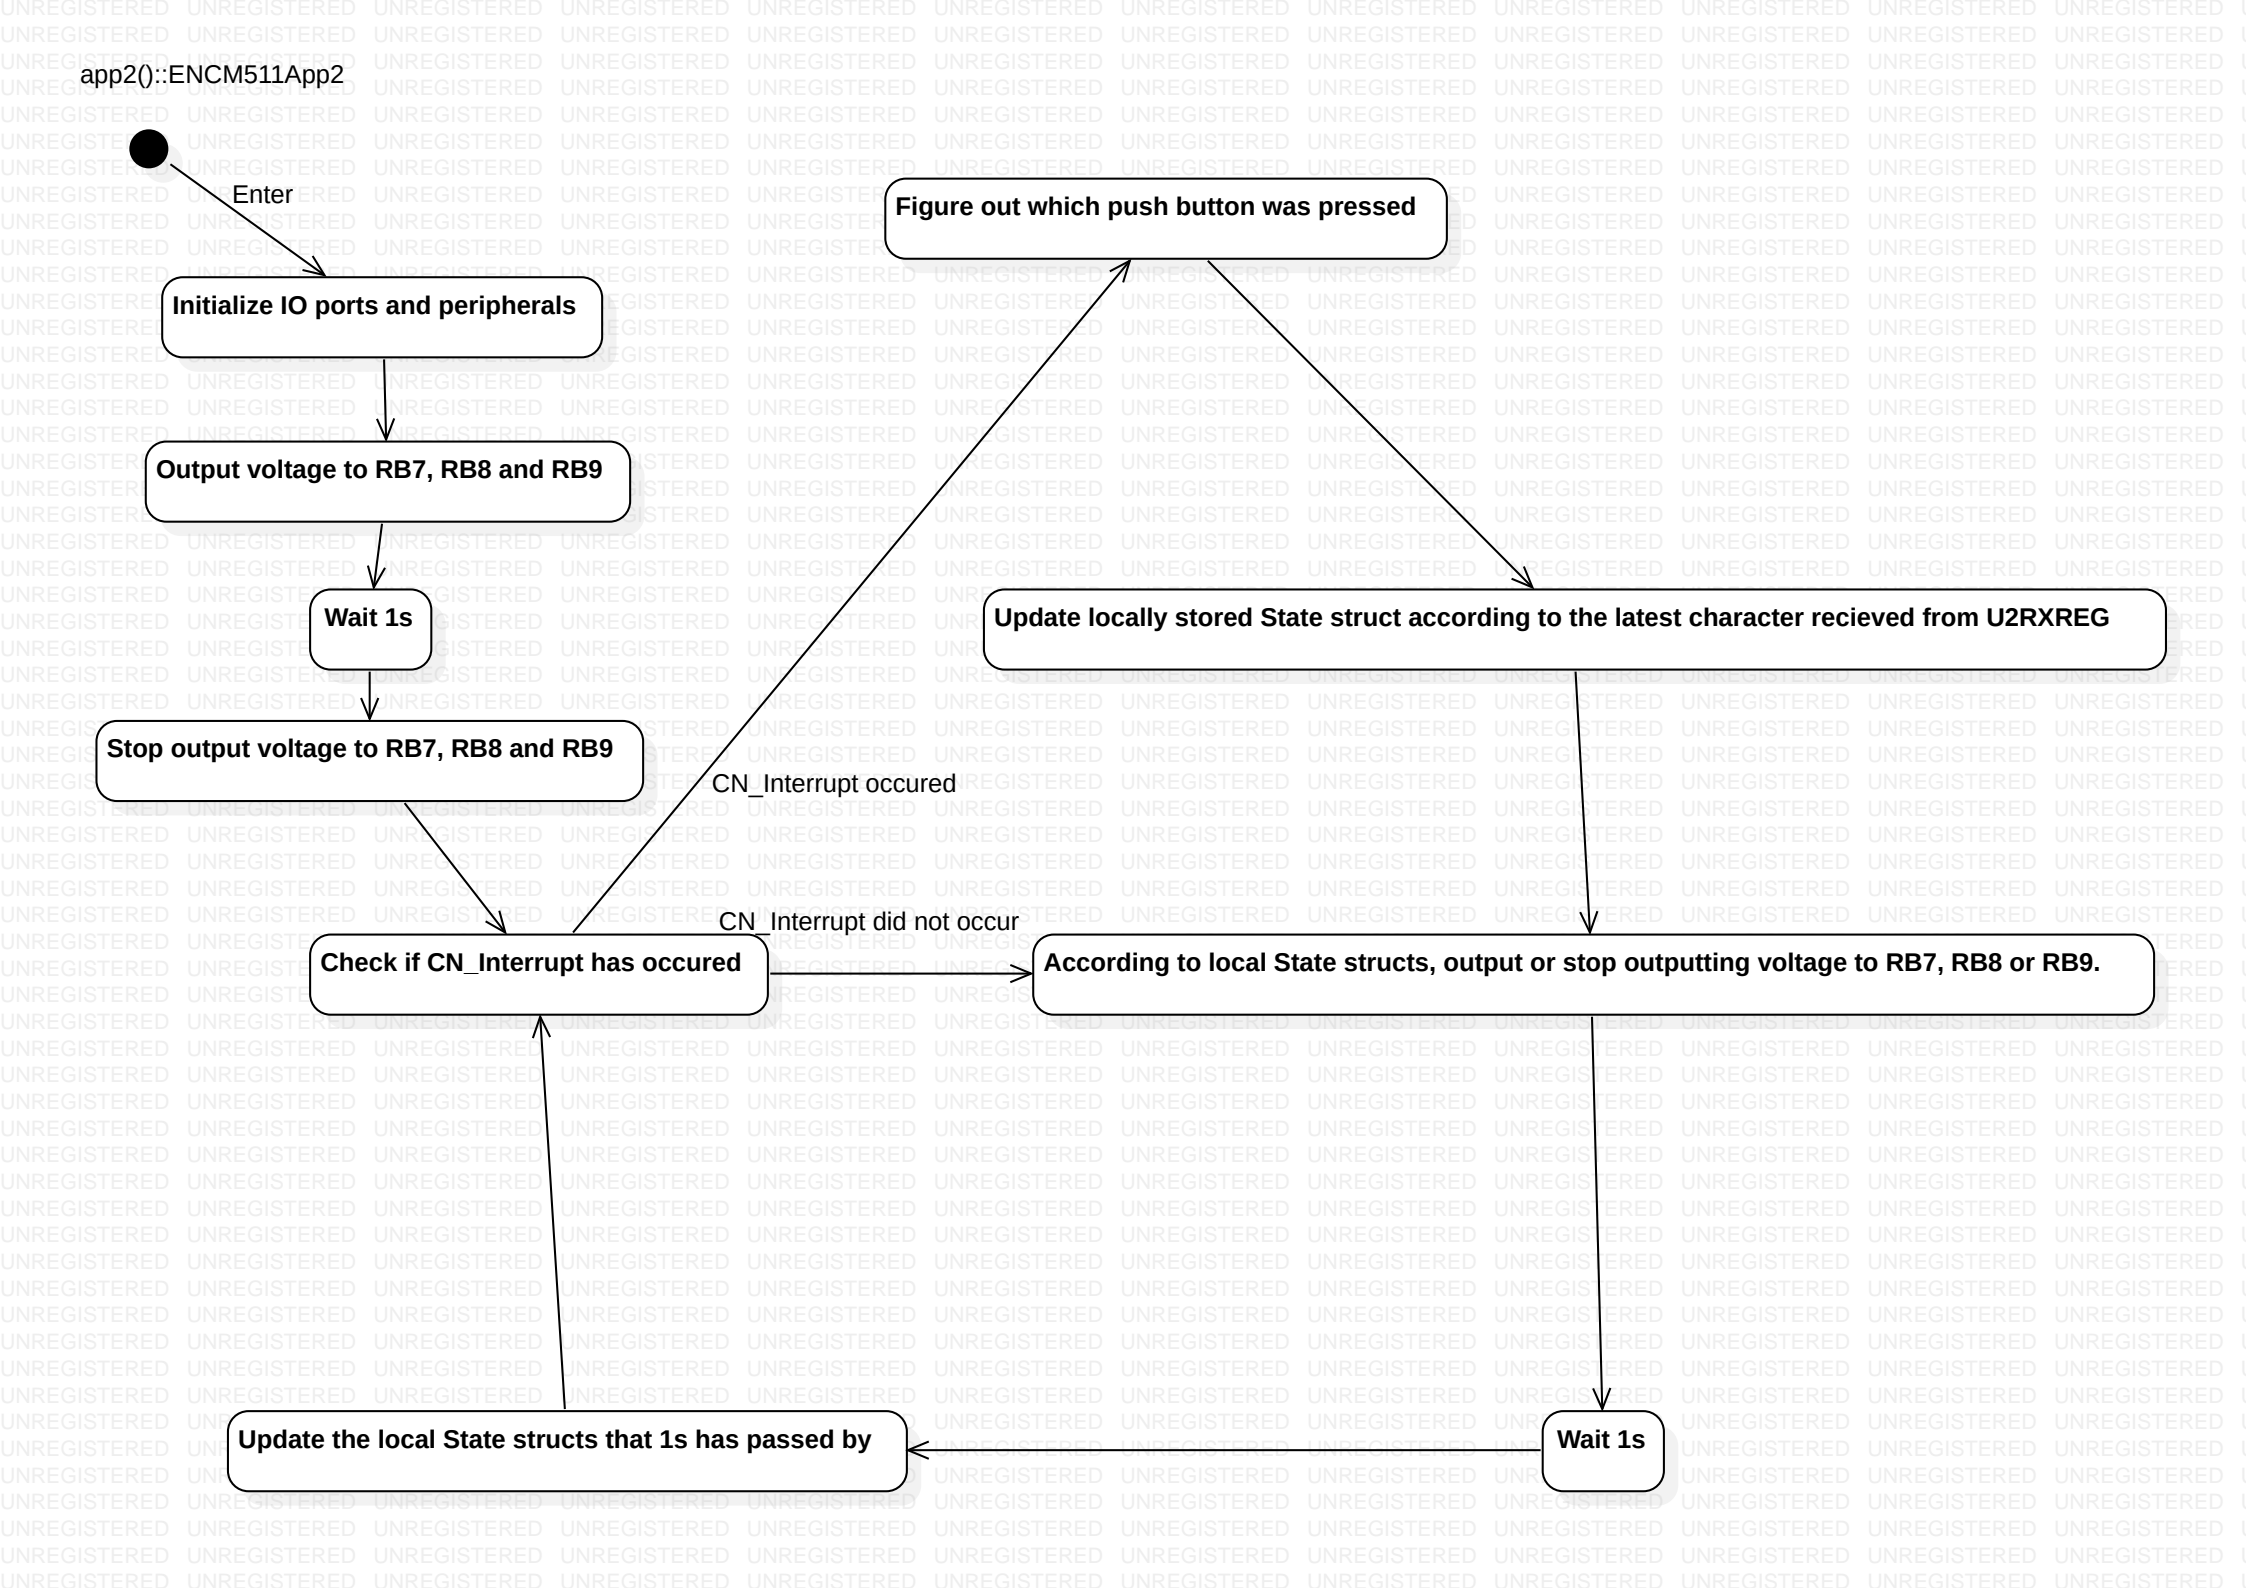 app2()::ENCM511App2
Enter
Initialize IO ports and peripherals
Output voltage to RB7, RB8 and RB9
Wait 1s
Stop output voltage to RB7, RB8 and RB9
Check if CN_Interrupt has occured
CN_Interrupt occured
Figure out which push button was pressed
Update locally stored State struct according to the latest character recieved from U2RXREG
CN_Interrupt did not occur
According to local State structs, output or stop outputting voltage to RB7, RB8 or RB9.
Wait 1s
Update the local State structs that 1s has passed by
UNREGISTERED